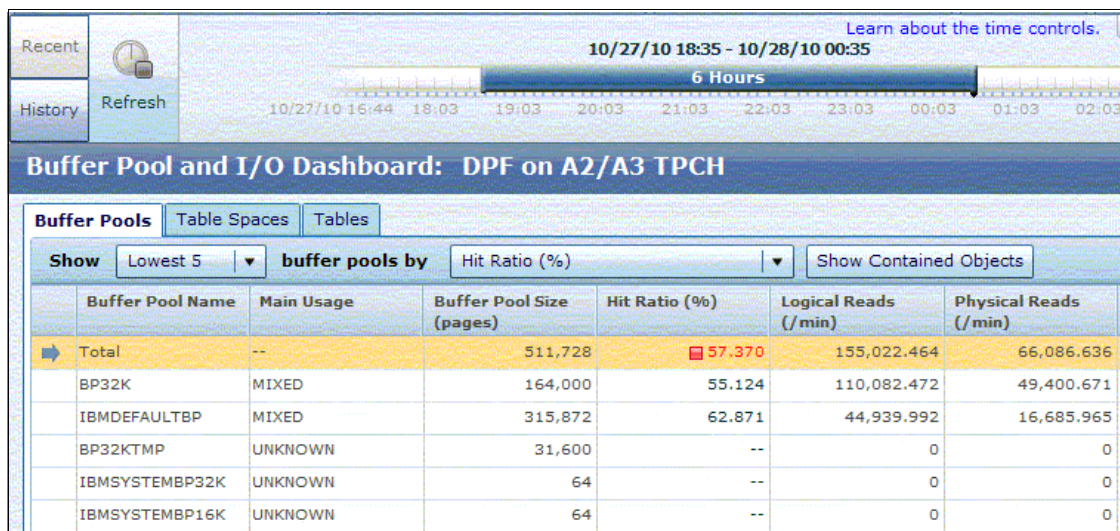 Learn about the time controls.
Recent
10/27/10 18:35 - 10/28/10 00:35
6 Hours
Refresh
History
10/27/10 16:44 18:03 19:03 20:03 21:03 22:03 23:03 00:03 01:03 02:03
Buffer Pool and I/O Dashboard: DPF on A2/A3 TPCH
Buffer Pools Table Spaces Tables
Show Lowest 5 buffer pools by Hit Ratio (%) Show Contained Objects
Buffer Pool Name Main Usage Buffer Pool Size (pages) Hit Ratio (%) Logical Reads (/min) Physical Reads (/min)
Total -- 511,728 57.370 155,022.464 66,086.636
BP32K MIXED 164,000 55.124 110,082.472 49,400.671
IBMDEFAULTBP MIXED 315,872 62.871 44,939.992 16,685.965
BP32KTMP UNKNOWN 31,600 -- 0 0
IBMSYSTEMBP32K UNKNOWN 64 -- 0 0
IBMSYSTEMBP16K UNKNOWN 64 -- 0 0